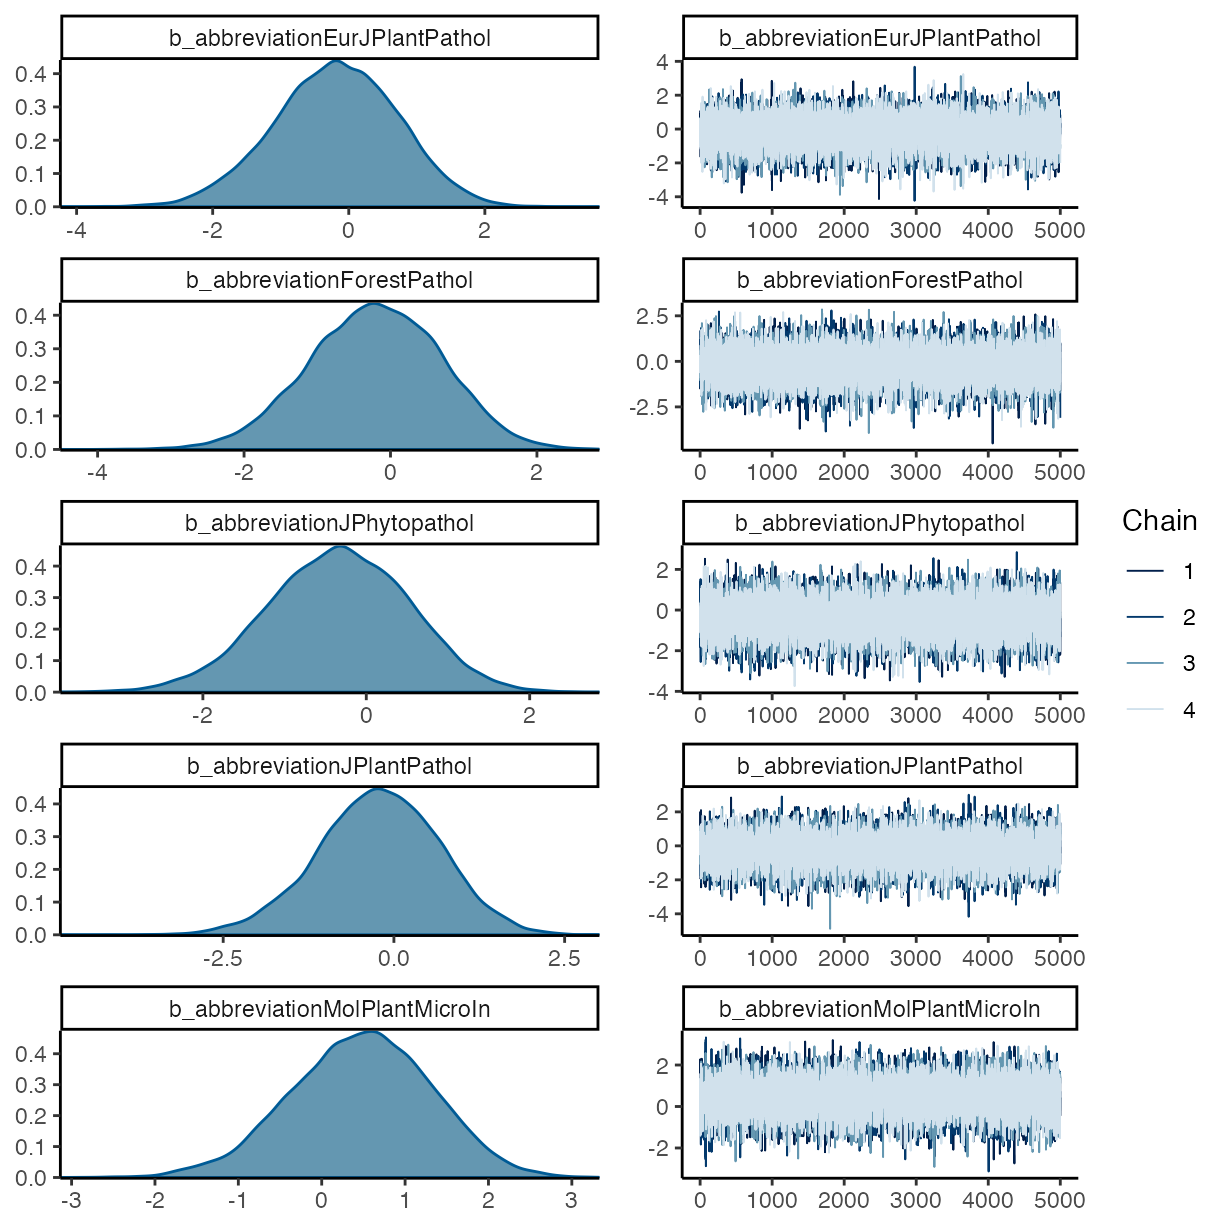 b_abbreviationEurJPlantPathol
0.4
0.3
0.2
0.1
0.0
-4 -2 0 2
b_abbreviationEurJPlantPathol
4
2
0
-2
-4
0 1000 2000 3000 4000 5000
b_abbreviationForestPathol
0.4
0.3
0.2
0.1
0.0
-4 -2 0 2
b_abbreviationForestPathol
2.5
0.0
-2.5
0 1000 2000 3000 4000 5000
b_abbreviationJPhytopathol
0.4
0.3
0.2
0.1
0.0
-2 0 2
b_abbreviationJPhytopathol
2
0
-2
-4
0 1000 2000 3000 4000 5000
b_abbreviationJPlantPathol
0.4
0.3
0.2
0.1
0.0
-2.5 0.0 2.5
b_abbreviationJPlantPathol
2
0
-2
-4
0 1000 2000 3000 4000 5000
b_abbreviationMolPlantMicroIn
0.4
0.3
0.2
0.1
0.0
-3 -2 -1 0 1 2 3
b_abbreviationMolPlantMicroIn
2
0
-2
0 1000 2000 3000 4000 5000
Chain
1
2
3
4